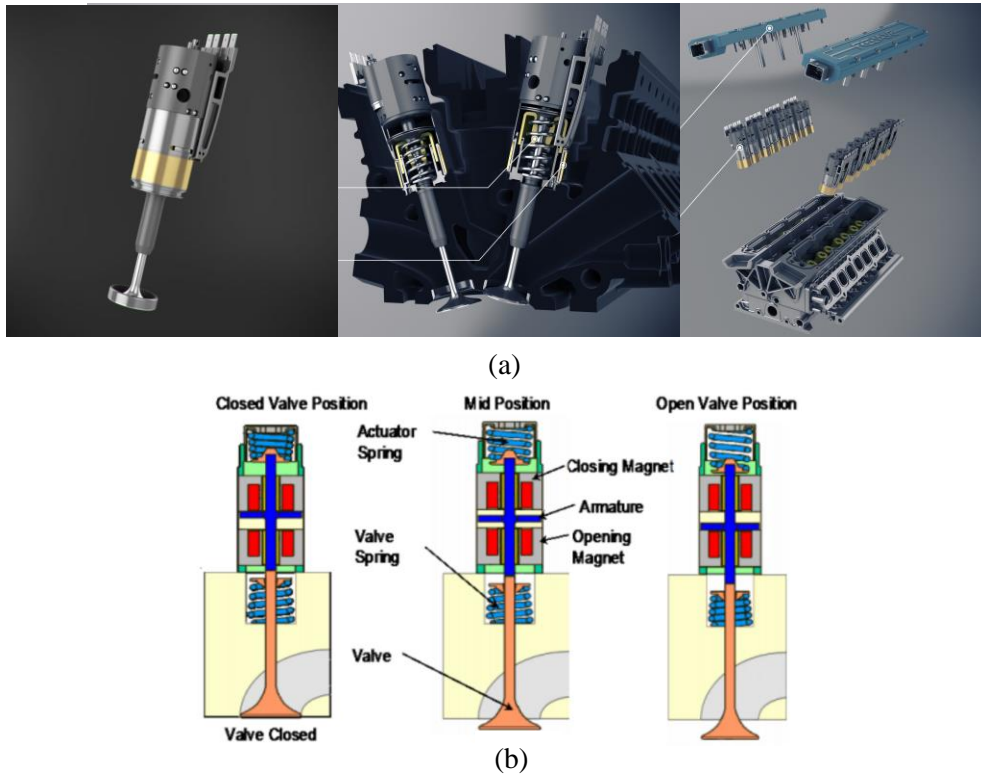 (a)
Closed Valve Position
Mid Position
Open Valve Position
Actuator
Spring
Closing Magnet
Armature
Valve
Spring
Opening
Magnet
Valve
Valve Closed
(b)